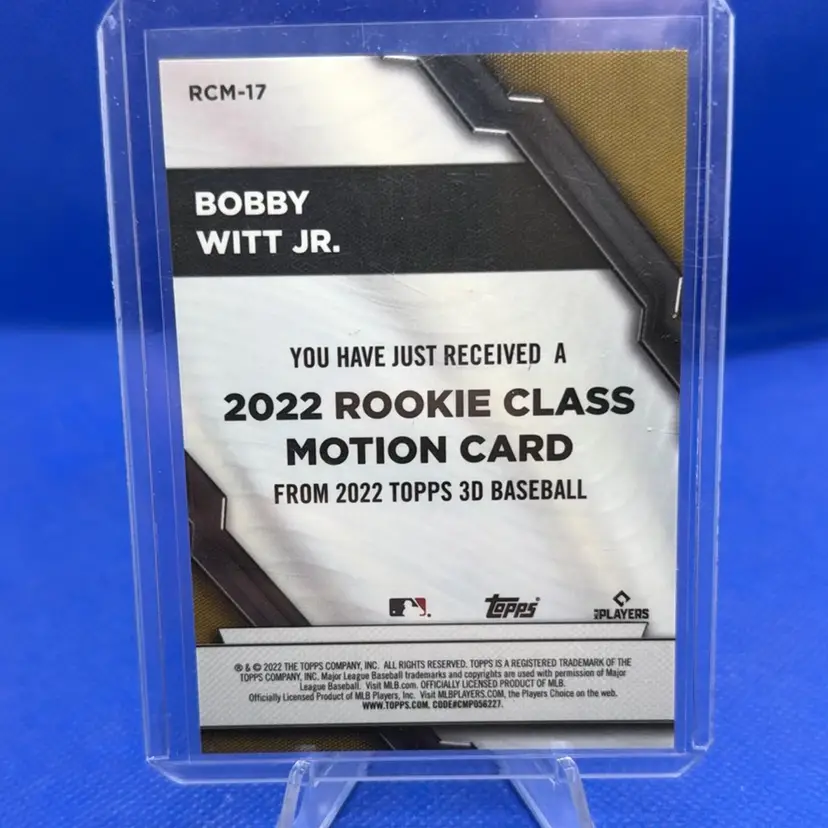 RCM-17
BOBBY
WITT JR.
YOU HAVE JUST RECEIVED A
2022 ROOKIE CLASS
MOTION CARD
FROM 2022 TOPPS 3D BASEBALL
Topps
MLB PLAYERS
® & © 2022 THE TOPPS COMPANY, INC. ALL RIGHTS RESERVED. TOPPS IS A REGISTERED TRADEMARK OF THE
TOPPS COMPANY, INC. Major League Baseball trademarks and copyrights are used with permission of Major
League Baseball. Visit MLB.com. OFFICIALLY LICENSED PRODUCT OF MLB.
Officially Licensed Product of MLB Players, Inc. Visit MLBPLAYERS.COM, the Players Choice on the web.
WWW.TOPPS.COM. CODE#CMP056227.